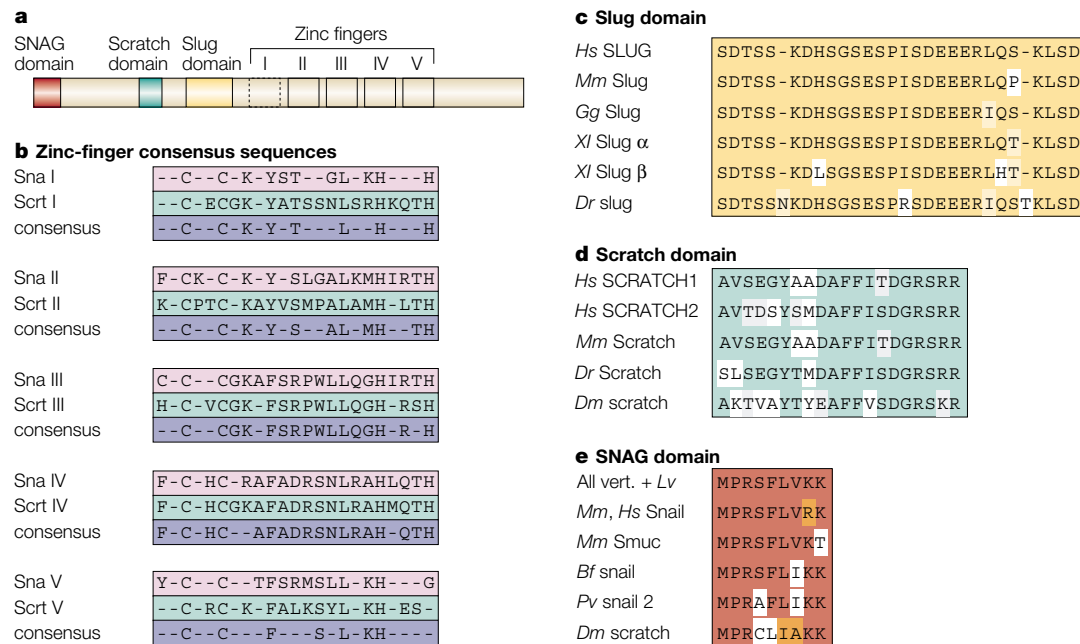 a
SNAG domain
Scratch domain
Slug domain
Zinc fingers
I II III IV V
b Zinc-finger consensus sequences
Sna I --C--C-K-YST--GL-KH---H
Scrt I --C-ECGK-YATSSNLSRHKQTH
consensus --C--C-K-Y-T---L--H---H
Sna II F-CK-C-K-Y-SLGALKMHIRTH
Scrt II K-CPTC-KAYVSMPALAMH-LTH
consensus --C--C-K-Y-S--AL-MH--TH
Sna III C-C--CGKAFSRPWLLQGHIRTH
Scrt III H-C-VCGK-FSRPWLLQGH-RSH
consensus --C--CGK-FSRPWLLQGH-R-H
Sna IV F-C-HC-RAFADRSNLRAHLQTH
Scrt IV F-C-HCGKAFADRSNLRAHMQTH
consensus F-C-HC--AFADRSNLRAH-QTH
Sna V Y-C--C--TFSRMSLL-KH---G
Scrt V --C-RC-K-FALKSYL-KH-ES-
consensus --C--C---F---S-L-KH----
c Slug domain
Hs SLUG SDTSS-KDHSGSESPISDEEERLQS-KLSD
Mm Slug SDTSS-KDHSGSESPISDEEERLQP-KLSD
Gg Slug SDTSS-KDHSGSESPISDEEERIQS-KLSD
Xl Slug α SDTSS-KDHSGSESPISDEEERLQT-KLSD
Xl Slug β SDTSS-KDLSGSESPISDEEERLHT-KLSD
Dr slug SDTSSNKDHSGSESPRSDEEERIQSTKLSD
d Scratch domain
Hs SCRATCH1 AVSEGYAADAFFITDGRSRR
Hs SCRATCH2 AVTDSYSMDAFFISDGRSRR
Mm Scratch AVSEGYAADAFFITDGRSRR
Dr Scratch SLSEGYTMDAFFISDGRSRR
Dm scratch AKTVAYTYEAFFVSDGRSKR
e SNAG domain
All vert. + Lv MPRSFLVKK
Mm, Hs Snail MPRSFLVRK
Mm Smuc MPRSFLVKT
Bf snail MPRSFLIKK
Pv snail 2 MPRAFLIKK
Dm scratch MPRCLIAKK